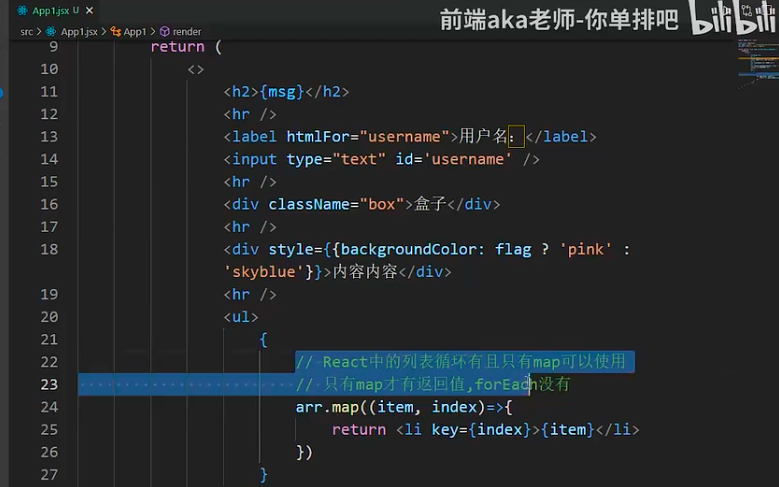 App1.jsx U ×
前端aka老师-你单排吧 bilibili
src > App1.jsx > App1 > render
9 return (
10 <>
11 <h2>{msg}</h2>
12 <hr />
13 <label htmlFor="username">用户名：</label>
14 <input type="text" id='username' />
15 <hr />
16 <div className="box">盒子</div>
17 <hr />
18 <div style={{backgroundColor: flag ? 'pink' :
'skyblue'}}>内容内容</div>
19 <hr />
20 <ul>
21 {
22 // React中的列表循环有且只有map可以使用
23 // 只有map才有返回值,forEach没有
24 arr.map((item, index)=>{
25 return <li key={index}>{item}</li>
26 })
27 }